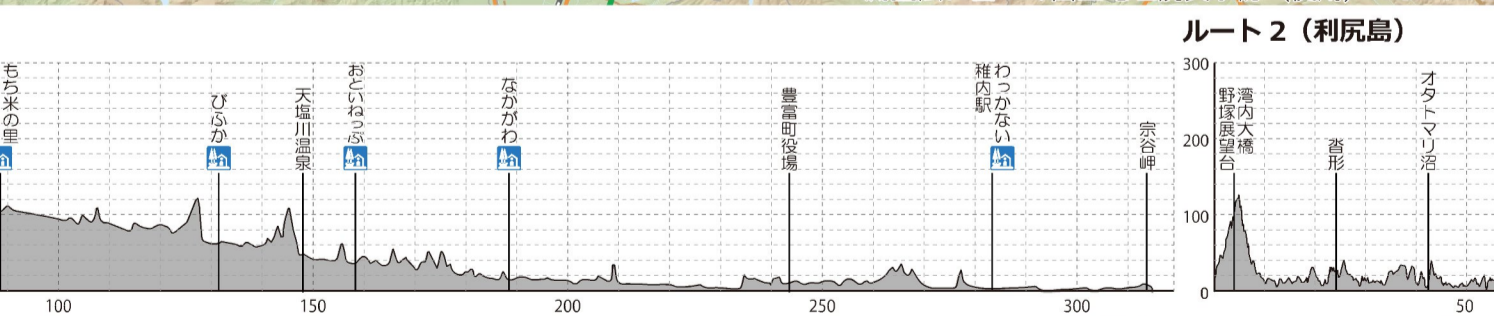 ルート2（利尻島）
もち米の里
びふか
天塩川温泉
おといねっぷ
なかがわ
豊富町役場
わっかない
稚内駅
宗谷岬
100
150
200
250
300
300
200
100
0
湾内大橋
野塚展望台
沓形
オタトマリ沼
50